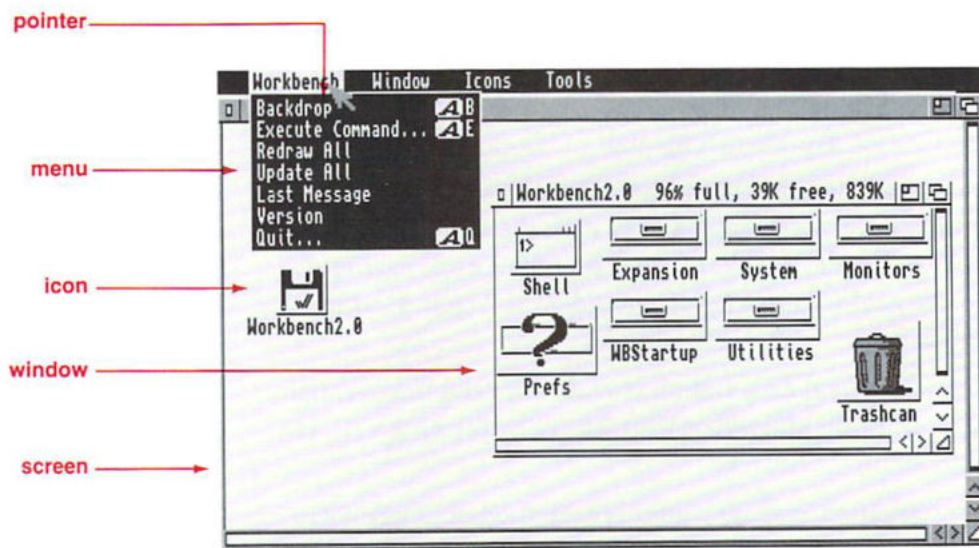 pointer
Workbench Window Icons Tools
Backdrop A B
Execute Command... A E
Redraw All
menu
Update All
Last Message
Version
Quit... A Q
Workbench2.0 96% full, 39K free, 839K
1>
Shell
Expansion
System
Monitors
icon
Workbench2.0
window
Prefs
WBStartup
Utilities
Trashcan
screen